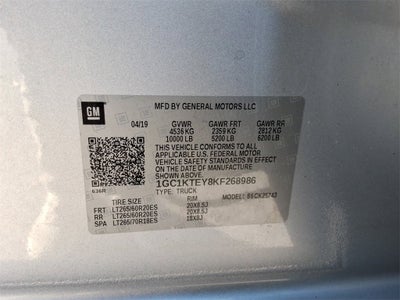 GM
MFD BY GENERAL MOTORS LLC
04/19 GVWR GAWR FRT GAWR RR
4536 KG 2359 KG 2812 KG
10000 LB 5200 LB 6200 LB
THIS VEHICLE CONFORMS TO ALL
APPLICABLE U.S. FEDERAL MOTOR
VEHICLE SAFETY STANDARDS IN EFFECT
ON THE DATE OF MANUFACTURE
SHOWN ABOVE.
1GC1KTEY8KF268986
TYPE: TRUCK
636R
MODEL:
RIM
FRT LT265/60R20ES 20X8.5J
RR LT265/60R20ES 20X8.5J
SPA LT265/70R18ES 18X8J